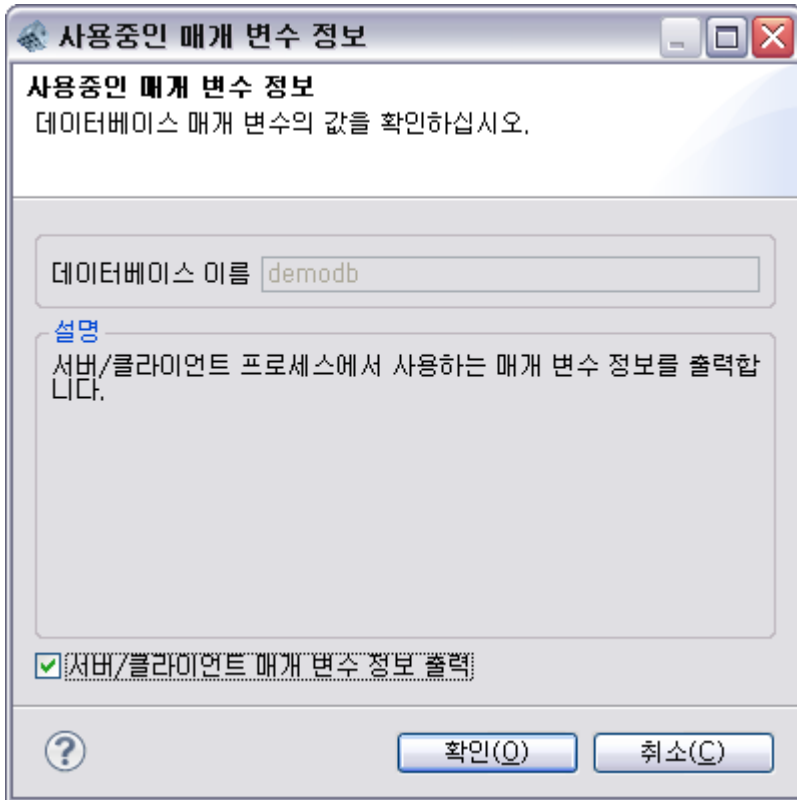 사용중인 매개 변수 정보
사용중인 매개 변수 정보
데이터베이스 매개 변수의 값을 확인하십시오.
데이터베이스 이름 demodb
설명
서버/클라이언트 프로세스에서 사용하는 매개 변수 정보를 출력합
니다.
서버/클라이언트 매개 변수 정보 출력
확인(O) 취소(C)